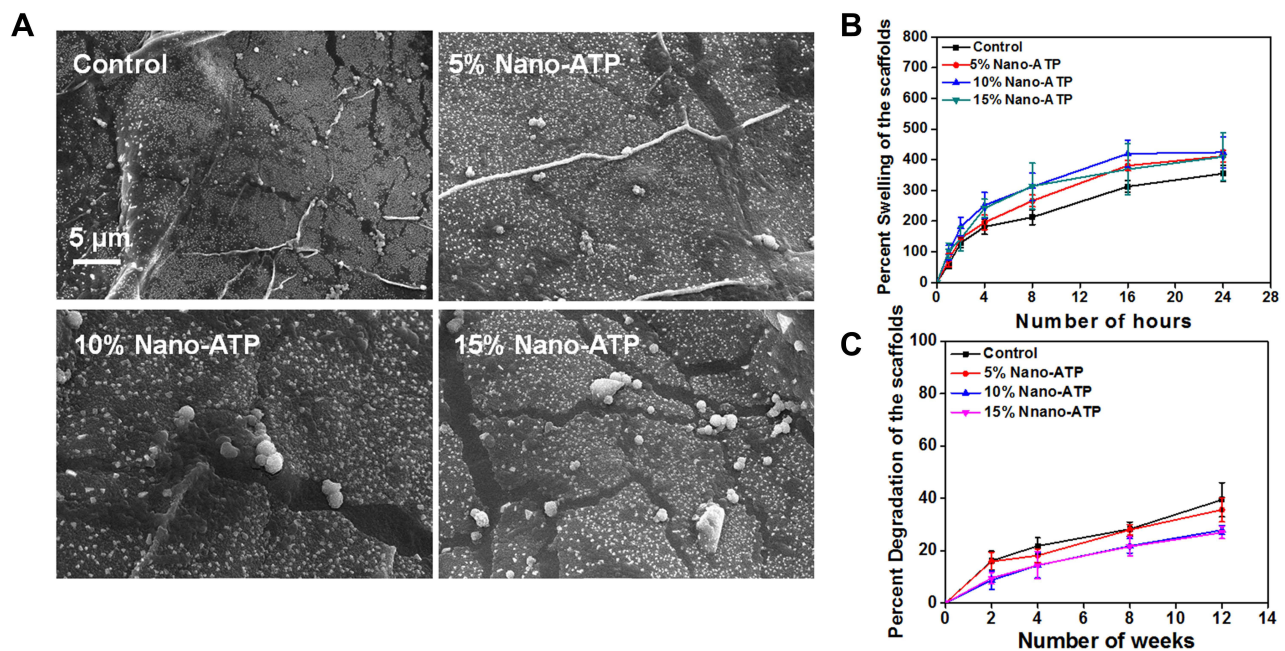 A
Control
5 µm
5% Nano-ATP
10% Nano-ATP
15% Nano-ATP
B
Percent Swelling of the scaffolds
800
700
600
500
400
300
200
100
0
Control
5% Nano-ATP
10% Nano-ATP
15% Nano-ATP
0 4 8 12 16 20 24 28
Number of hours
C
Percent Degradation of the scaffolds
100
80
60
40
20
0
Control
5% Nano-ATP
10% Nano-ATP
15% Nnano-ATP
0 2 4 6 8 10 12 14
Number of weeks